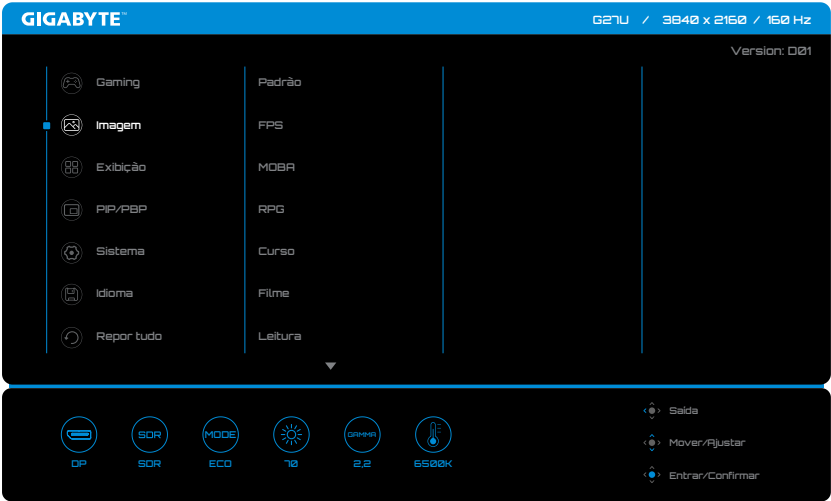 GIGABYTE™
G27U / 3840 x 2160 / 160 Hz
Version: D01
Gaming
Imagem
Exibição
PIP/PBP
Sistema
Idioma
Repor tudo
Padrão
FPS
MOBA
RPG
Curso
Filme
Leitura
SDR
MODE
GAMMA
DP
SDR
ECO
70
2,2
6500K
Saída
Mover/Ajustar
Entrar/Confirmar